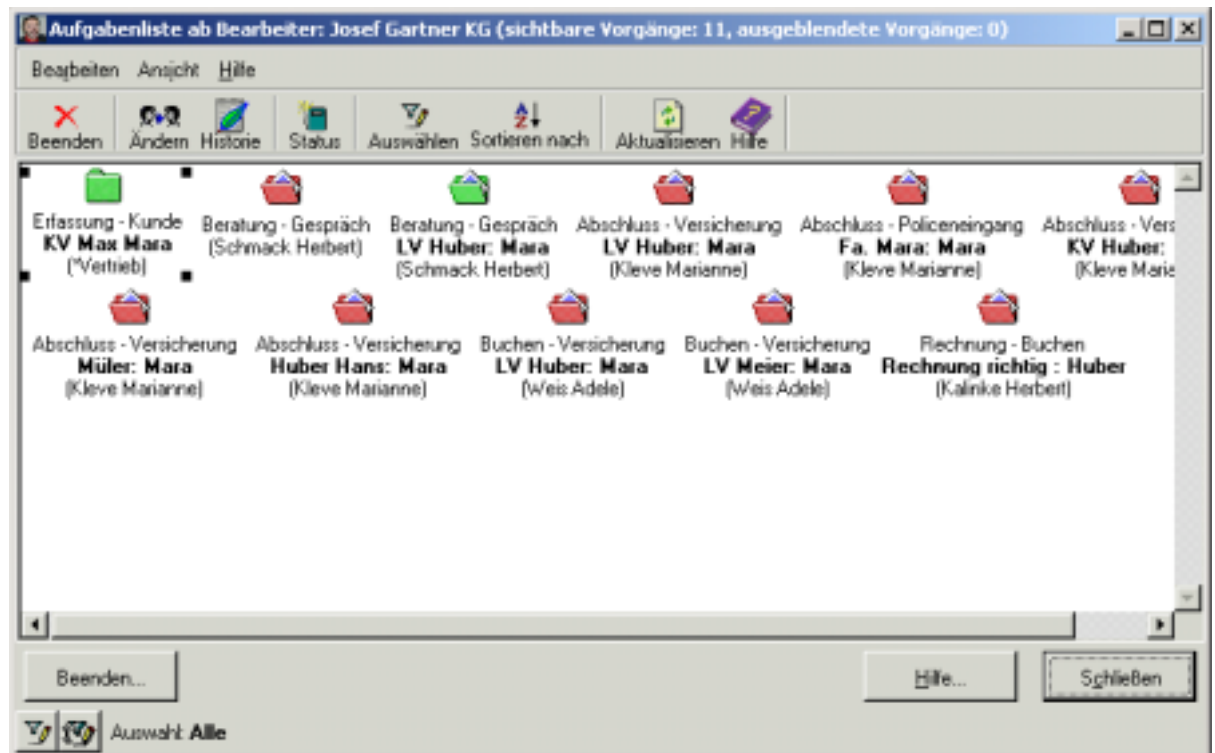 Aufgabenliste ab Bearbeiter: Josef Gartner KG (sichtbare Vorgänge: 11, ausgeblendete Vorgänge: 0)
Bearbeiten Ansicht Hilfe
Beenden Ändern Historie Status Auswählen Sortieren nach Aktualisieren Hilfe
Erfassung - Kunde Beratung - Gespräch Beratung - Gespräch Abschluss - Versicherung Abschluss - Policeneingang Abschluss - Vers
KV Max Mara (Schmack Herbert) LV Huber: Mara LV Huber: Mara Fa. Mara: Mara KV Huber:
(*Vertrieb) (Schmack Herbert) (Kleve Marianne) (Kleve Marianne) (Kleve Marie
Abschluss - Versicherung Abschluss - Versicherung Buchen - Versicherung Buchen - Versicherung Rechnung - Buchen
Müler: Mara Huber Hans: Mara LV Huber: Mara LV Meier: Mara Rechnung richtig : Huber
(Kleve Marianne) (Kleve Marianne) (Weis Adele) (Weis Adele) (Kalinke Herbert)
Beenden... Hilfe... Schließen
Auswahl: Alle